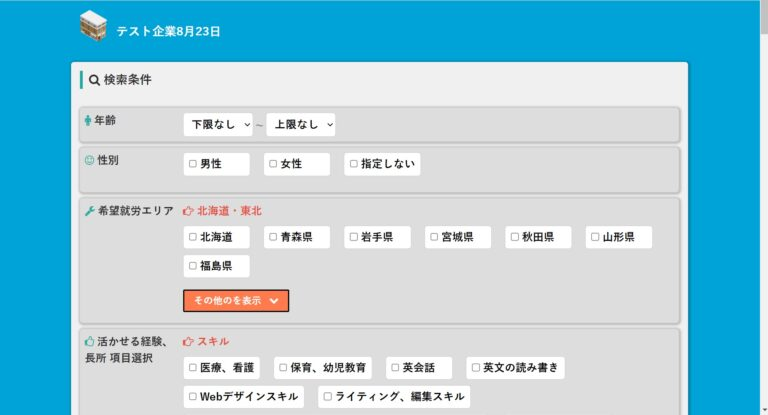 テスト企業8月23日
検索条件
年齢 下限なし ~ 上限なし
性別 男性 女性 指定しない
希望就労エリア 北海道・東北
北海道 青森県 岩手県 宮城県 秋田県 山形県
福島県
その他のを表示
活かせる経験、 スキル
長所 項目選択
医療、看護 保育、幼児教育 英会話 英文の読み書き
Webデザインスキル ライティング、編集スキル